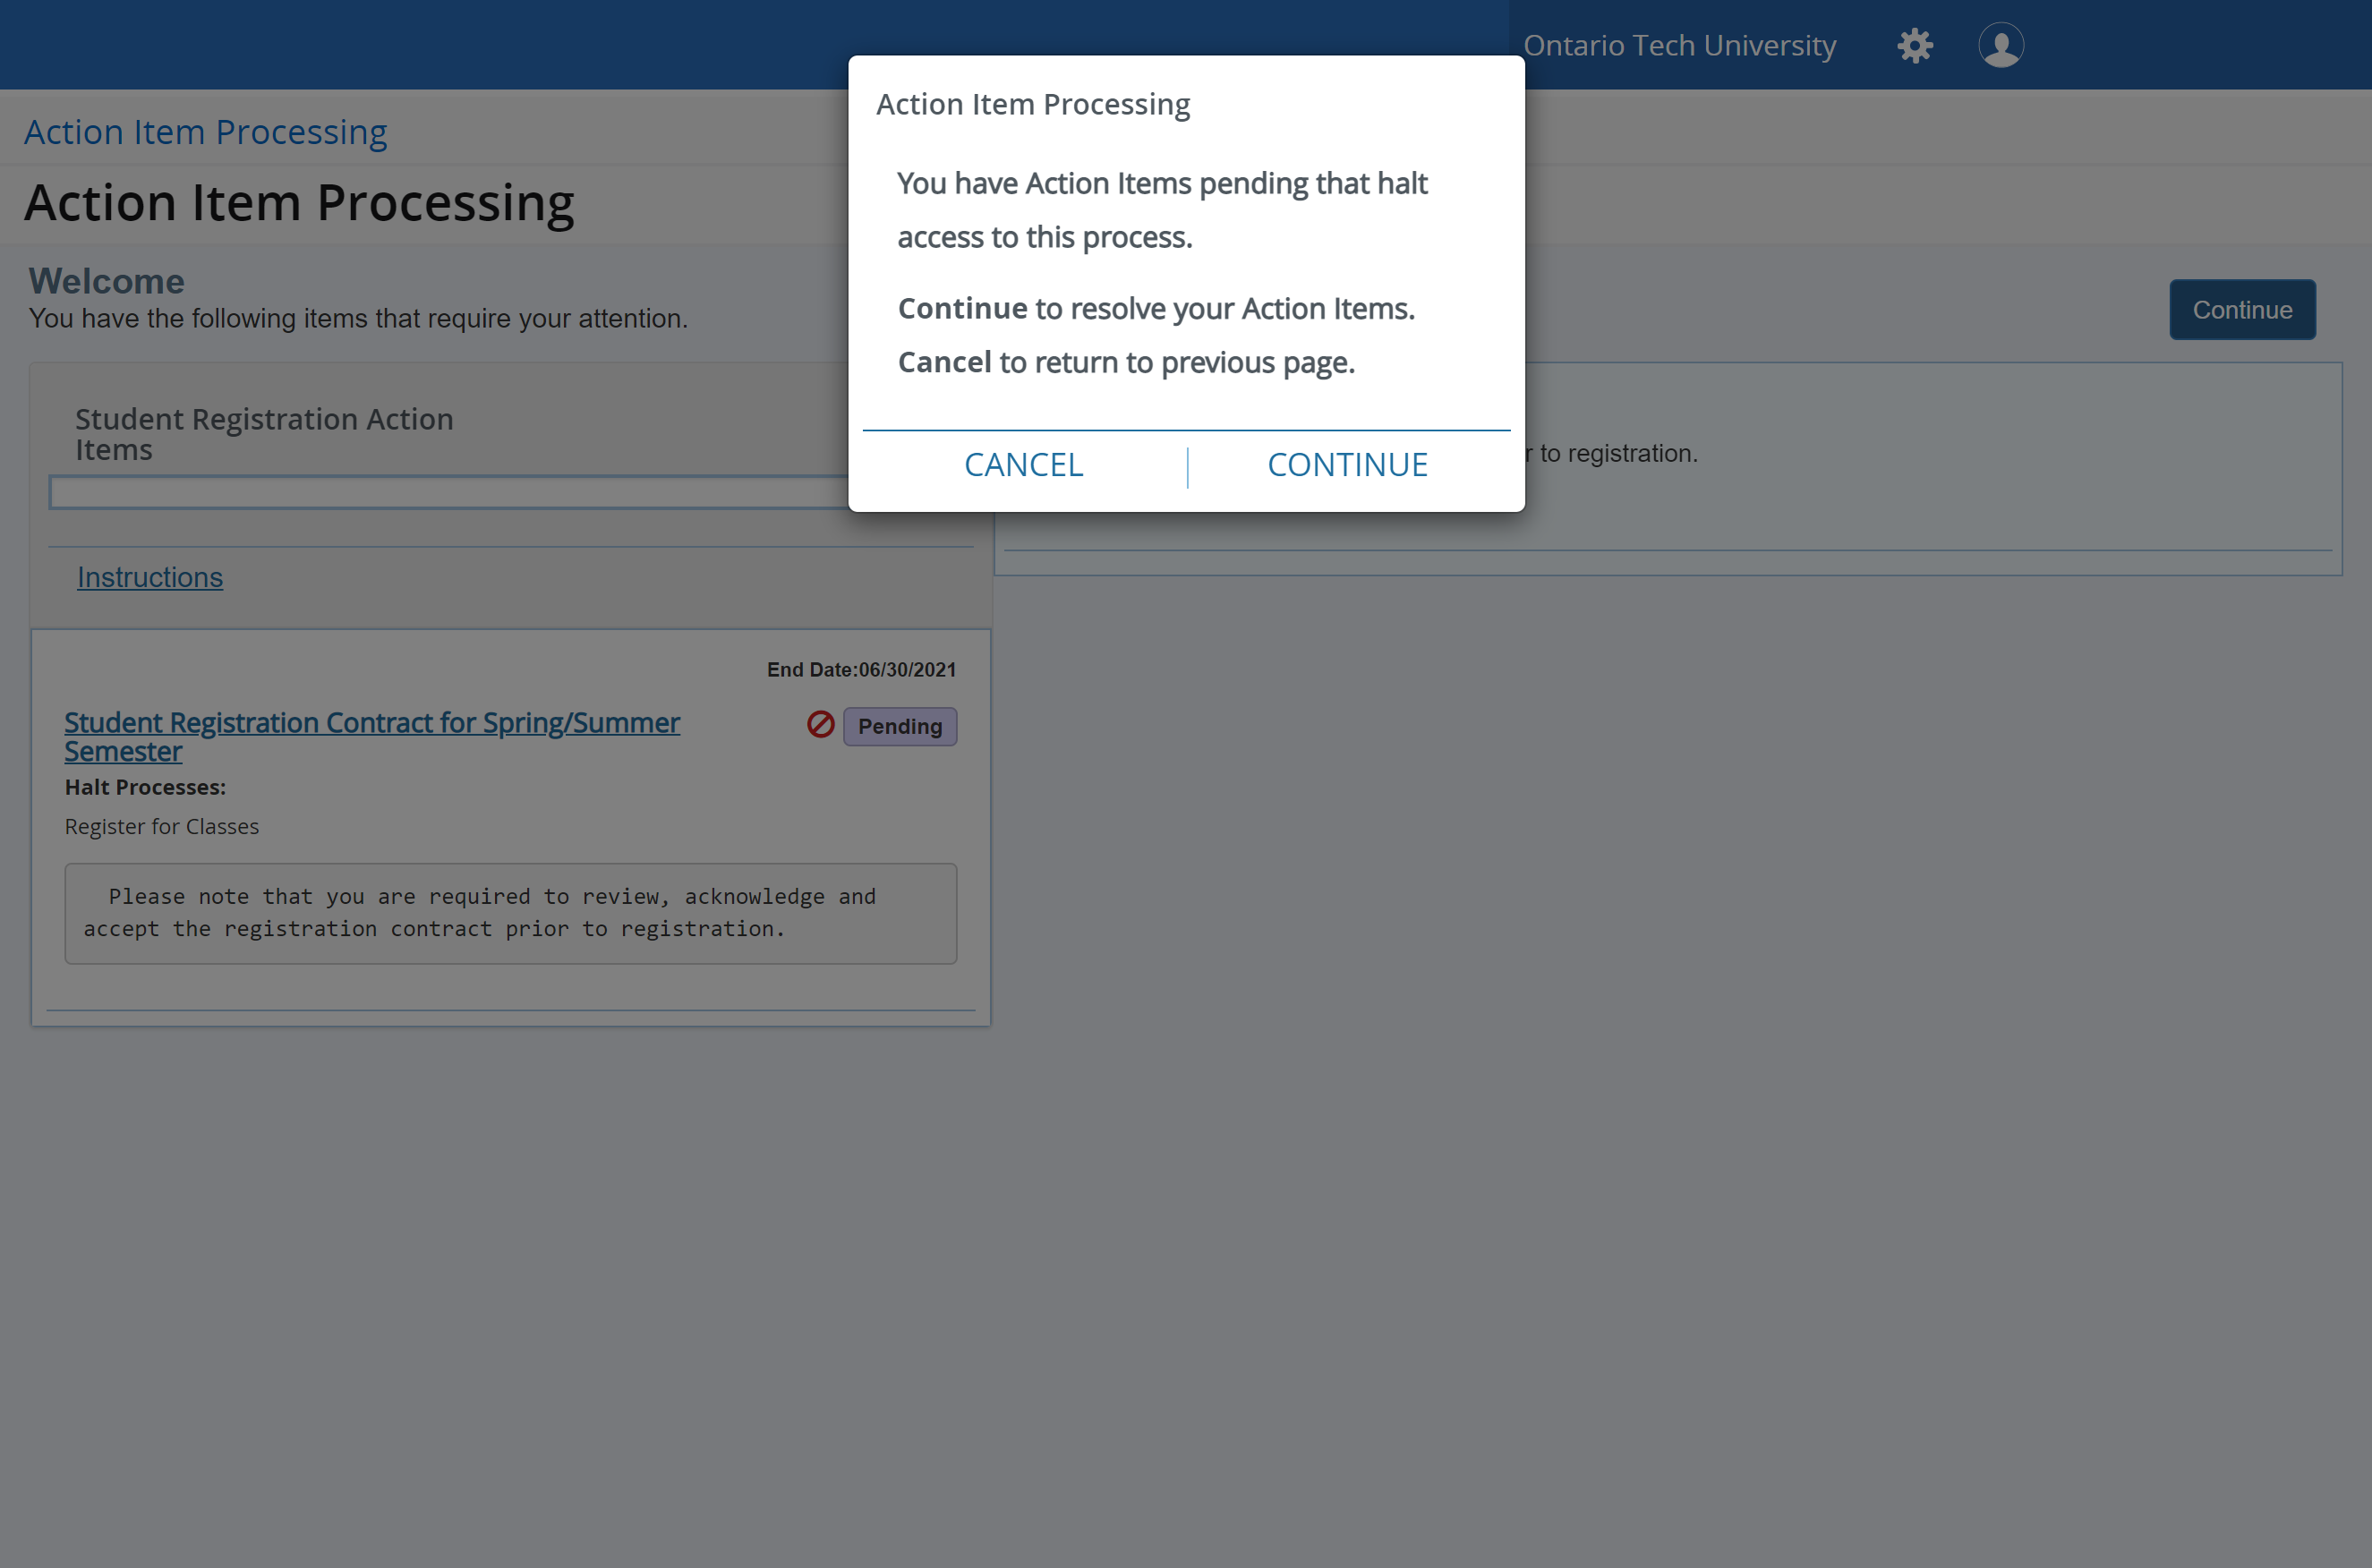 Ontario Tech University
Action Item Processing
Action Item Processing
Welcome
You have the following items that require your attention.
Continue
Action Item Processing
You have Action Items pending that halt
access to this process.
Continue to resolve your Action Items.
Cancel to return to previous page.
CANCEL
CONTINUE
Student Registration Action
Items
to registration.
Instructions
End Date:06/30/2021
Student Registration Contract for Spring/Summer
Semester
Pending
Halt Processes:
Register for Classes
Please note that you are required to review, acknowledge and
accept the registration contract prior to registration.